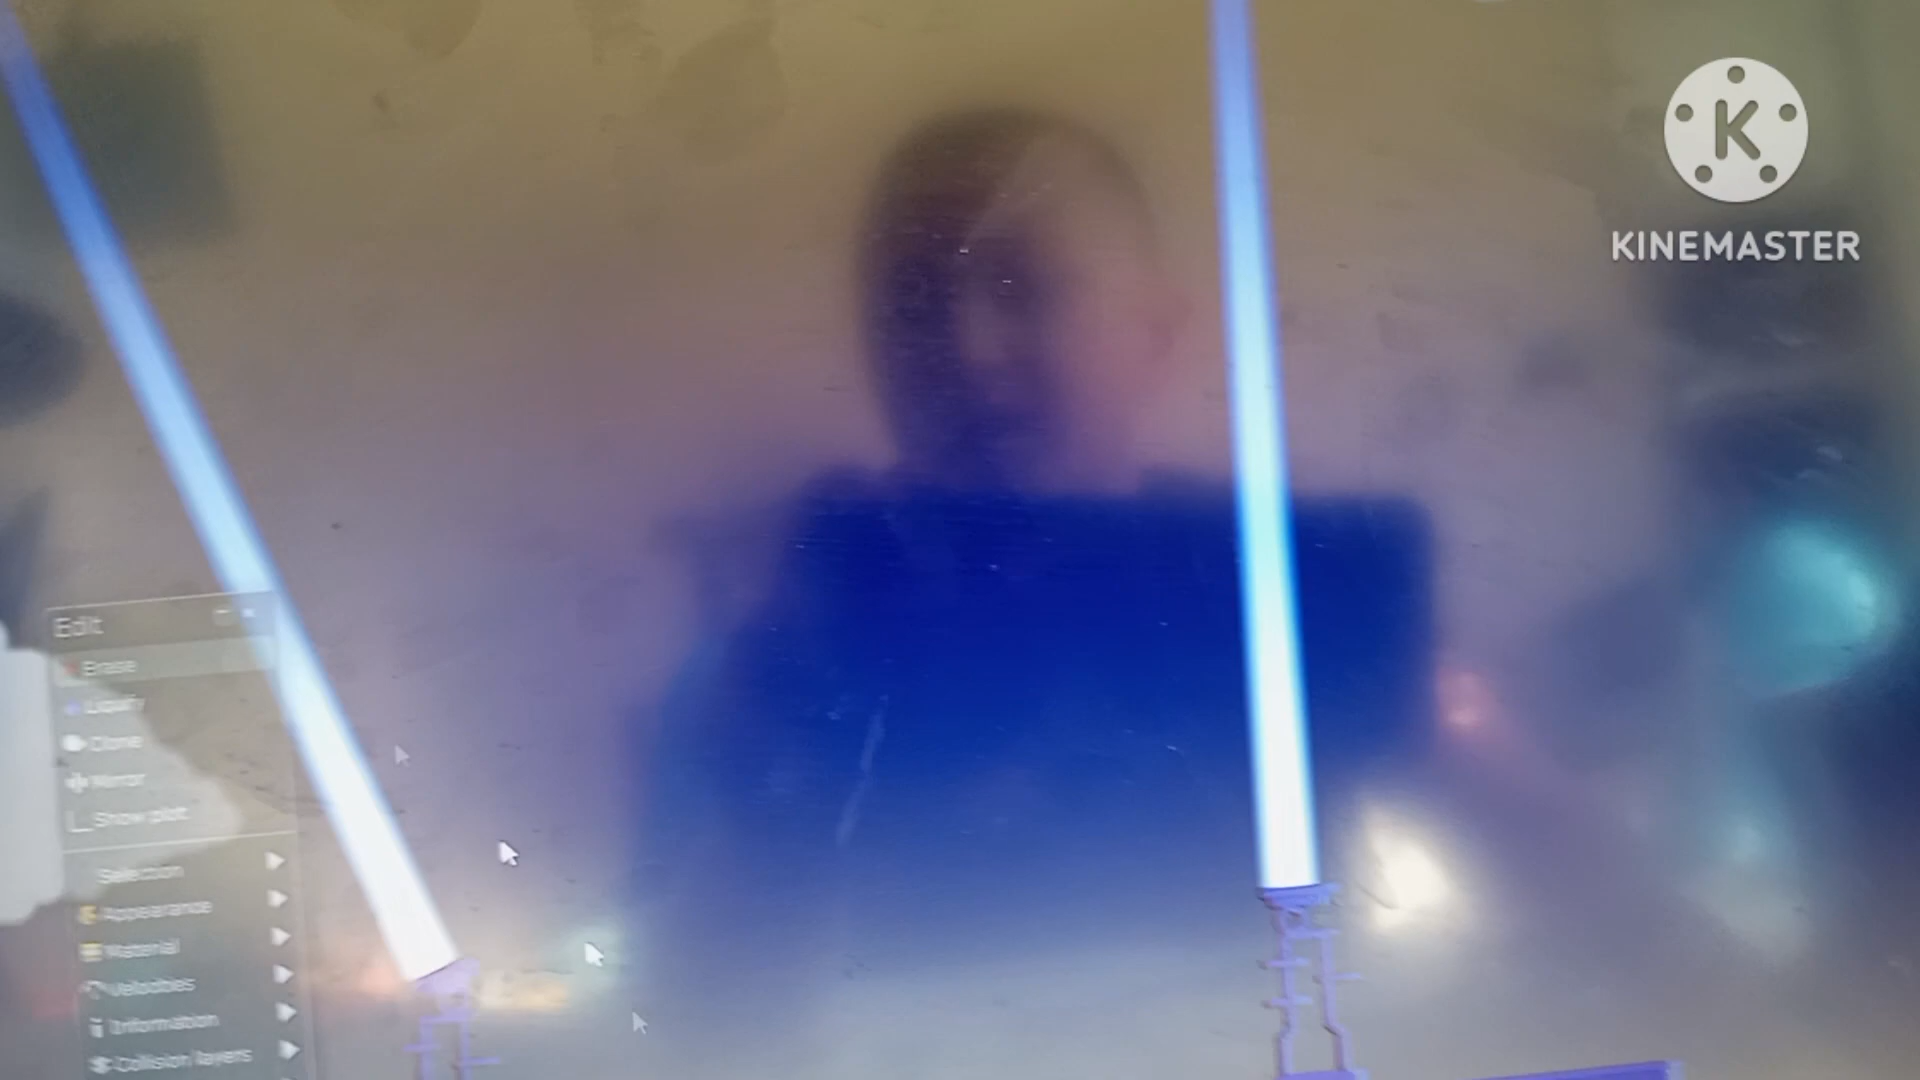 K
KINEMASTER
Edit
Erase
Liquify
Clone
Mirror
Show plot
Selection
Appearance
Material
Velocities
Information
Collision layers